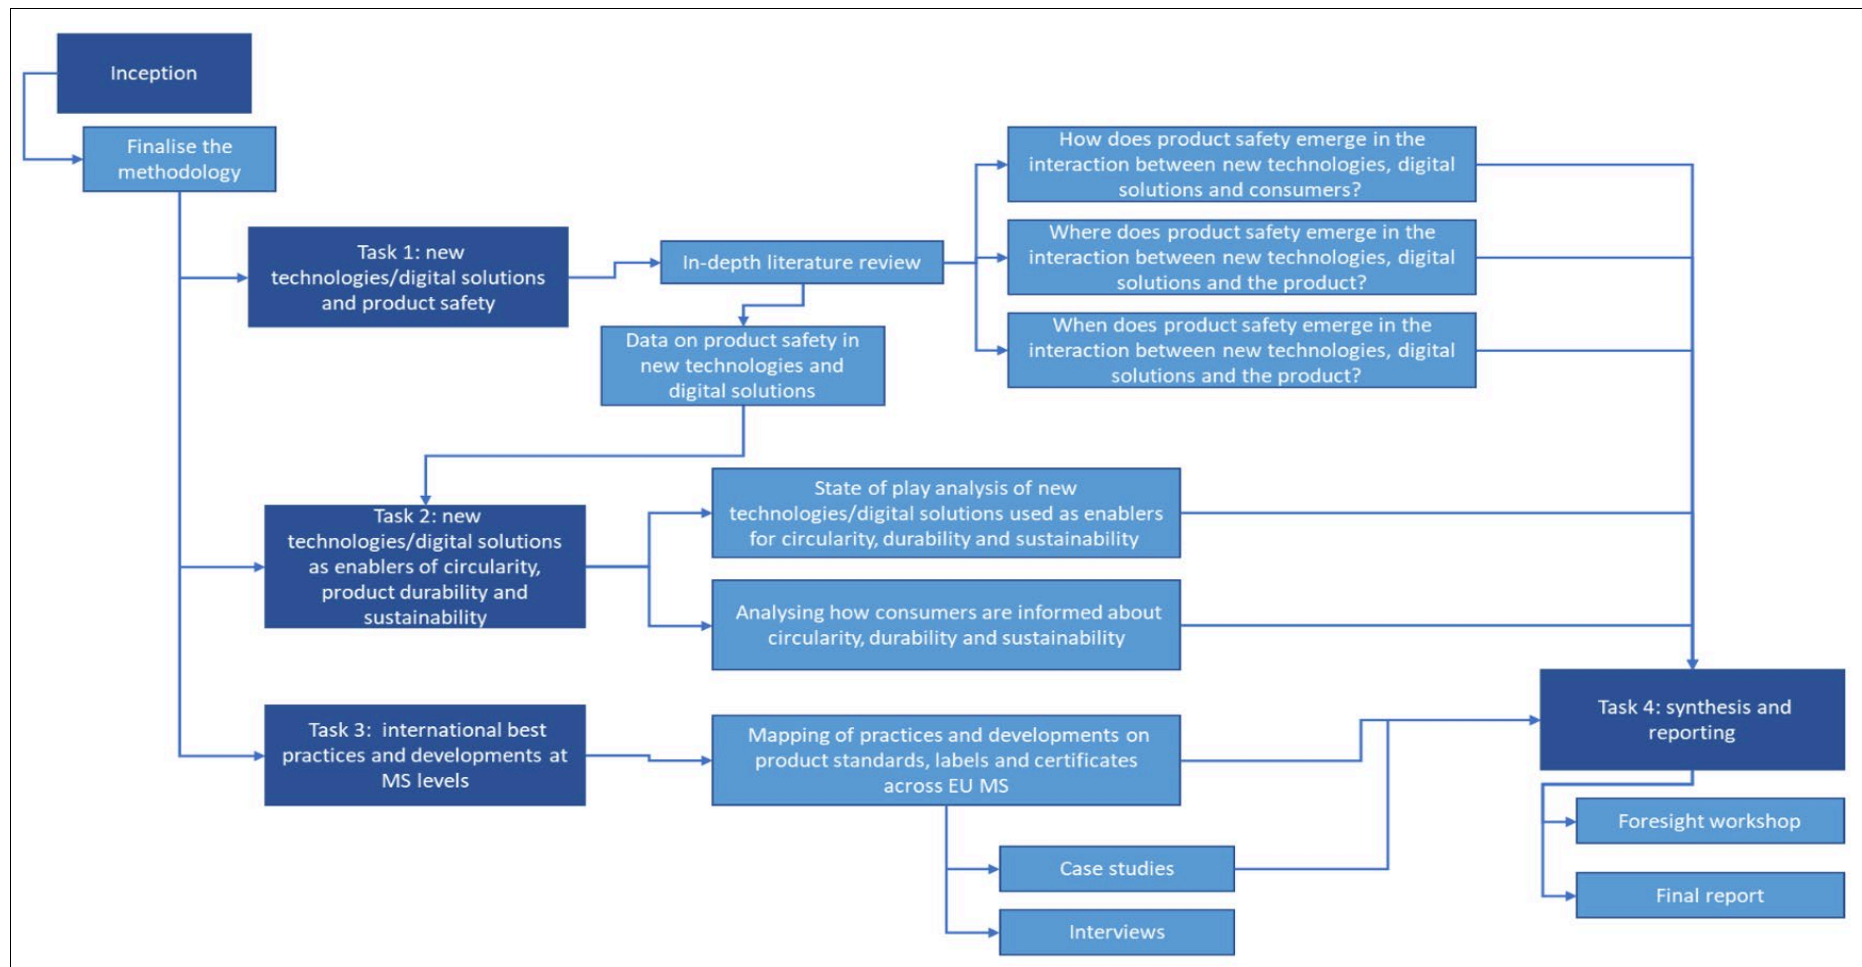 Inception
Finalise the
methodology
Task 1: new
technologies/digital solutions
and product safety
In-depth literature review
Data on product safety in
new technologies and
digital solutions
How does product safety emerge in the
interaction between new technologies, digital
solutions and consumers?
Where does product safety emerge in the
interaction between new technologies, digital
solutions and the product?
When does product safety emerge in the
interaction between new technologies, digital
solutions and the product?
Task 2: new
technologies/digital solutions
as enablers of circularity,
product durability and
sustainability
State of play analysis of new
technologies/digital solutions used as enablers
for circularity, durability and sustainability
Analysing how consumers are informed about
circularity, durability and sustainability
Task 3:  international best
practices and developments at
MS levels
Mapping of practices and developments on
product standards, labels and certificates
across EU MS
Case studies
Interviews
Task 4: synthesis and
reporting
Foresight workshop
Final report